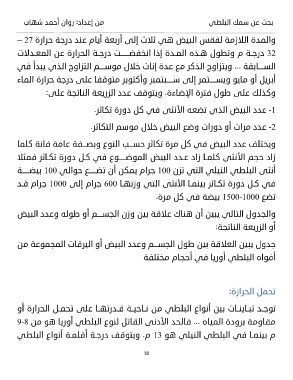 بحث عن سمك البلطي
من إعداد: روان أحمد شهاب
والمدة اللازمة لفقس البيض هي ثلاث إلى أربعة أيام عند درجة حرارة 27 –
32 درجة م وتطول هذه المدة إذا انخفضت درجة الحرارة عن المعدلات
السابقة ... ويتزاوج الذكر مع عدة إناث خلال موسم التزاوج الذي يبدأ في
أبريل أو مايو ويستمر إلى سبتمبر وأكتوبر متوقفا على درجة حرارة الماء
وكذلك على طول فترة الإضاءة، ويتوقف عدد الزريعة الناتجة على:
1- عدد البيض الذي تضعه الأنثى في كل دورة تكاثر.
2- عدد مرات أو دورات وضع البيض خلال موسم التكاثر.
ويختلف عدد البيض في كل مرة تكاثر حسب النوع وبصفة عامة فانه كلما
زاد حجم الأنثى كلما زاد عدد البيض الموضوع في كل دورة تكاثر فمثلا
أنثى البلطي النيلي التي تزن 100 جرام يمكن أن تضع حوالي 100 بيضة
في كل دورة تكاثر بينما الأنثى التي وزنها 600 جرام إلى 1000 جرام قد
تضع 1000-1500 بيضة في كل مرة.
والجدول التالي يبين أن هناك علاقة بين وزن الجسم أو طوله وعدد البيض
أو الزريعة الناتجة:
جدول يبين العلاقة بين طول الجسم وعدد البيض أو اليرقات المجموعة من
أفواه البلطي أوريا في أحجام مختلفة
تحمل الحرارة:
توجد تباينات بين أنواع البلطي من ناحية قدرتها على تحمل الحرارة أو
مقاومة برودة المياه ... فالحد الأدنى القاتل لنوع البلطي أوريا هو من 8-9
م بينما في البلطي النيلي هو 13 م. ويتوقف درجة أقلمة أنواع البلطي
18